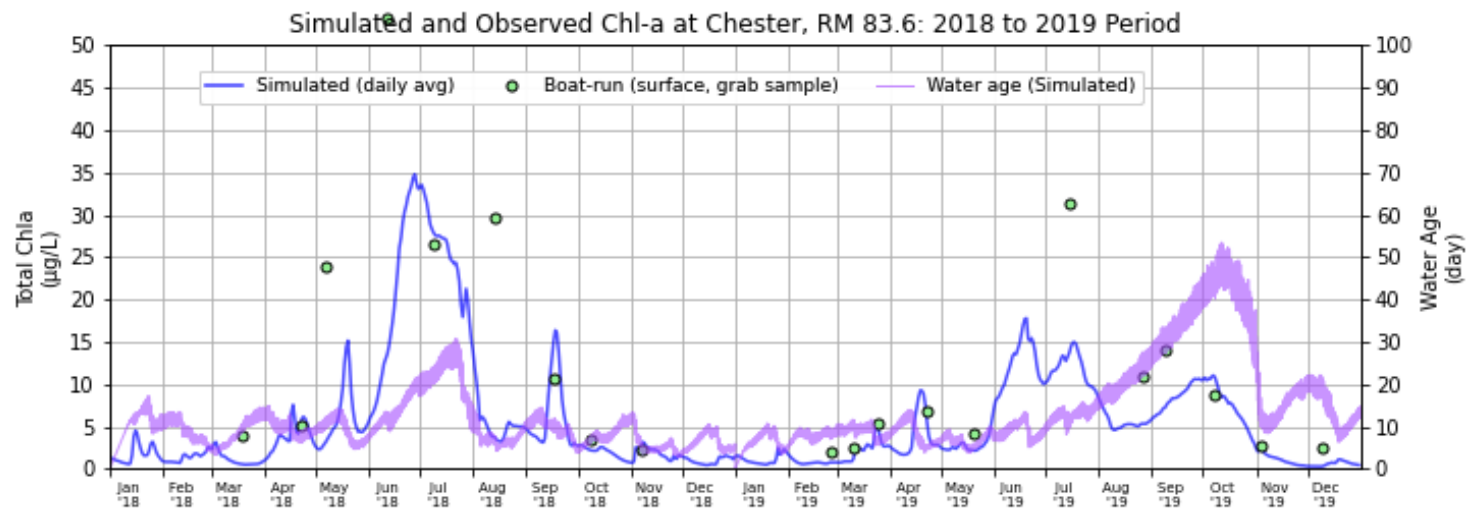 Simulated and Observed Chl-a at Chester, RM 83.6: 2018 to 2019 Period
Simulated (daily avg)
Boat-run (surface, grab sample)
Water age (Simulated)
Total Chla
(µg/L)
50
45
40
35
30
25
20
15
10
5
0
100
90
80
70
60
50
40
30
20
10
0
Water Age
(day)
Jan
'18
Feb
'18
Mar
'18
Apr
'18
May
'18
Jun
'18
Jul
'18
Aug
'18
Sep
'18
Oct
'18
Nov
'18
Dec
'18
Jan
'19
Feb
'19
Mar
'19
Apr
'19
May
'19
Jun
'19
Jul
'19
Aug
'19
Sep
'19
Oct
'19
Nov
'19
Dec
'19